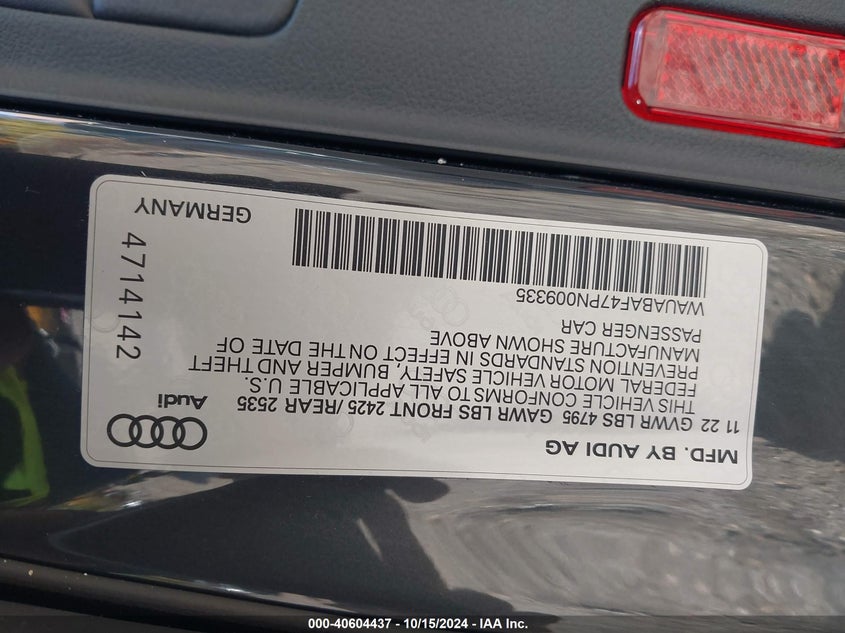 MFD. BY AUDI AG
11 22 GVWR LBS 4795 GAWR LBS FRONT 2425 /REAR 2535
THIS VEHICLE CONFORMS TO ALL APPLICABLE U.S.
FEDERAL MOTOR VEHICLE SAFETY, BUMPER AND THEFT
PREVENTION STANDARDS IN EFFECT ON THE DATE OF
MANUFACTURE SHOWN ABOVE
PASSENGER CAR
WAUABAF47PN009335
Audi
4714142
GERMANY
000-40604437 - 10/15/2024 - IAA Inc.